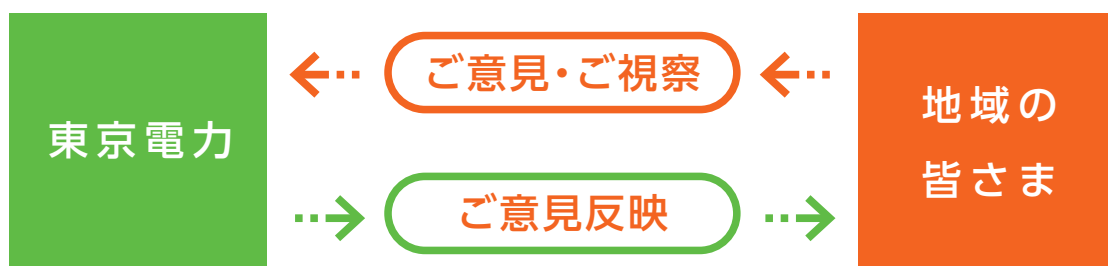 東京電力
ご意見・ご視察
ご意見反映
地域の
皆さま